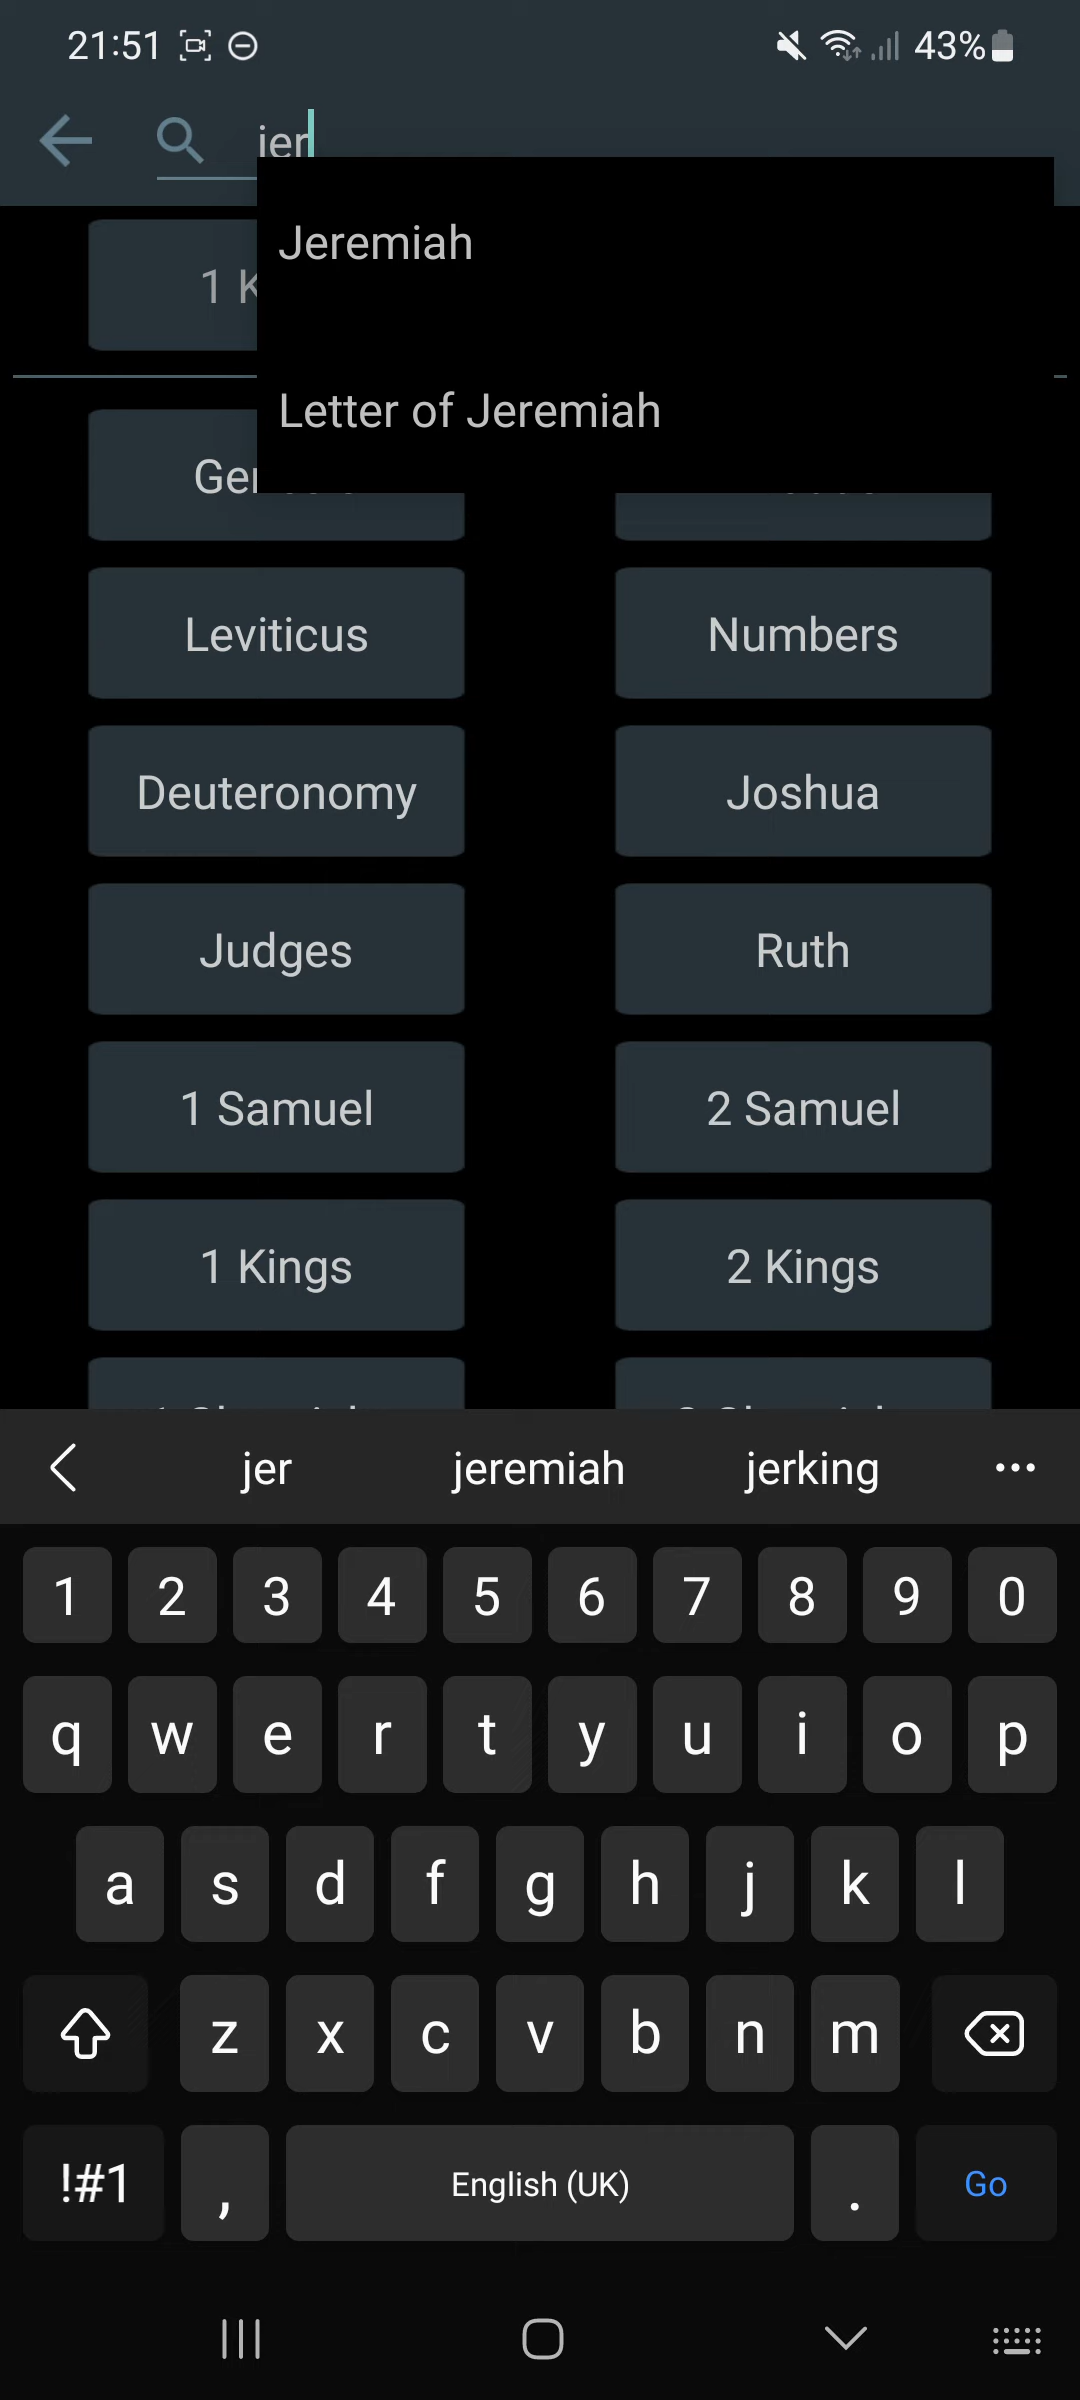 21:51
43%
jer
Jeremiah
1 K
Letter of Jeremiah
Leviticus
Numbers
Deuteronomy
Joshua
Judges
Ruth
1 Samuel
2 Samuel
1 Kings
2 Kings
jer jeremiah jerking
1 2 3 4 5 6 7 8 9 0
q w e r t y u i o p
a s d f g h j k l
z x c v b n m
!#1 , English (UK) . Go